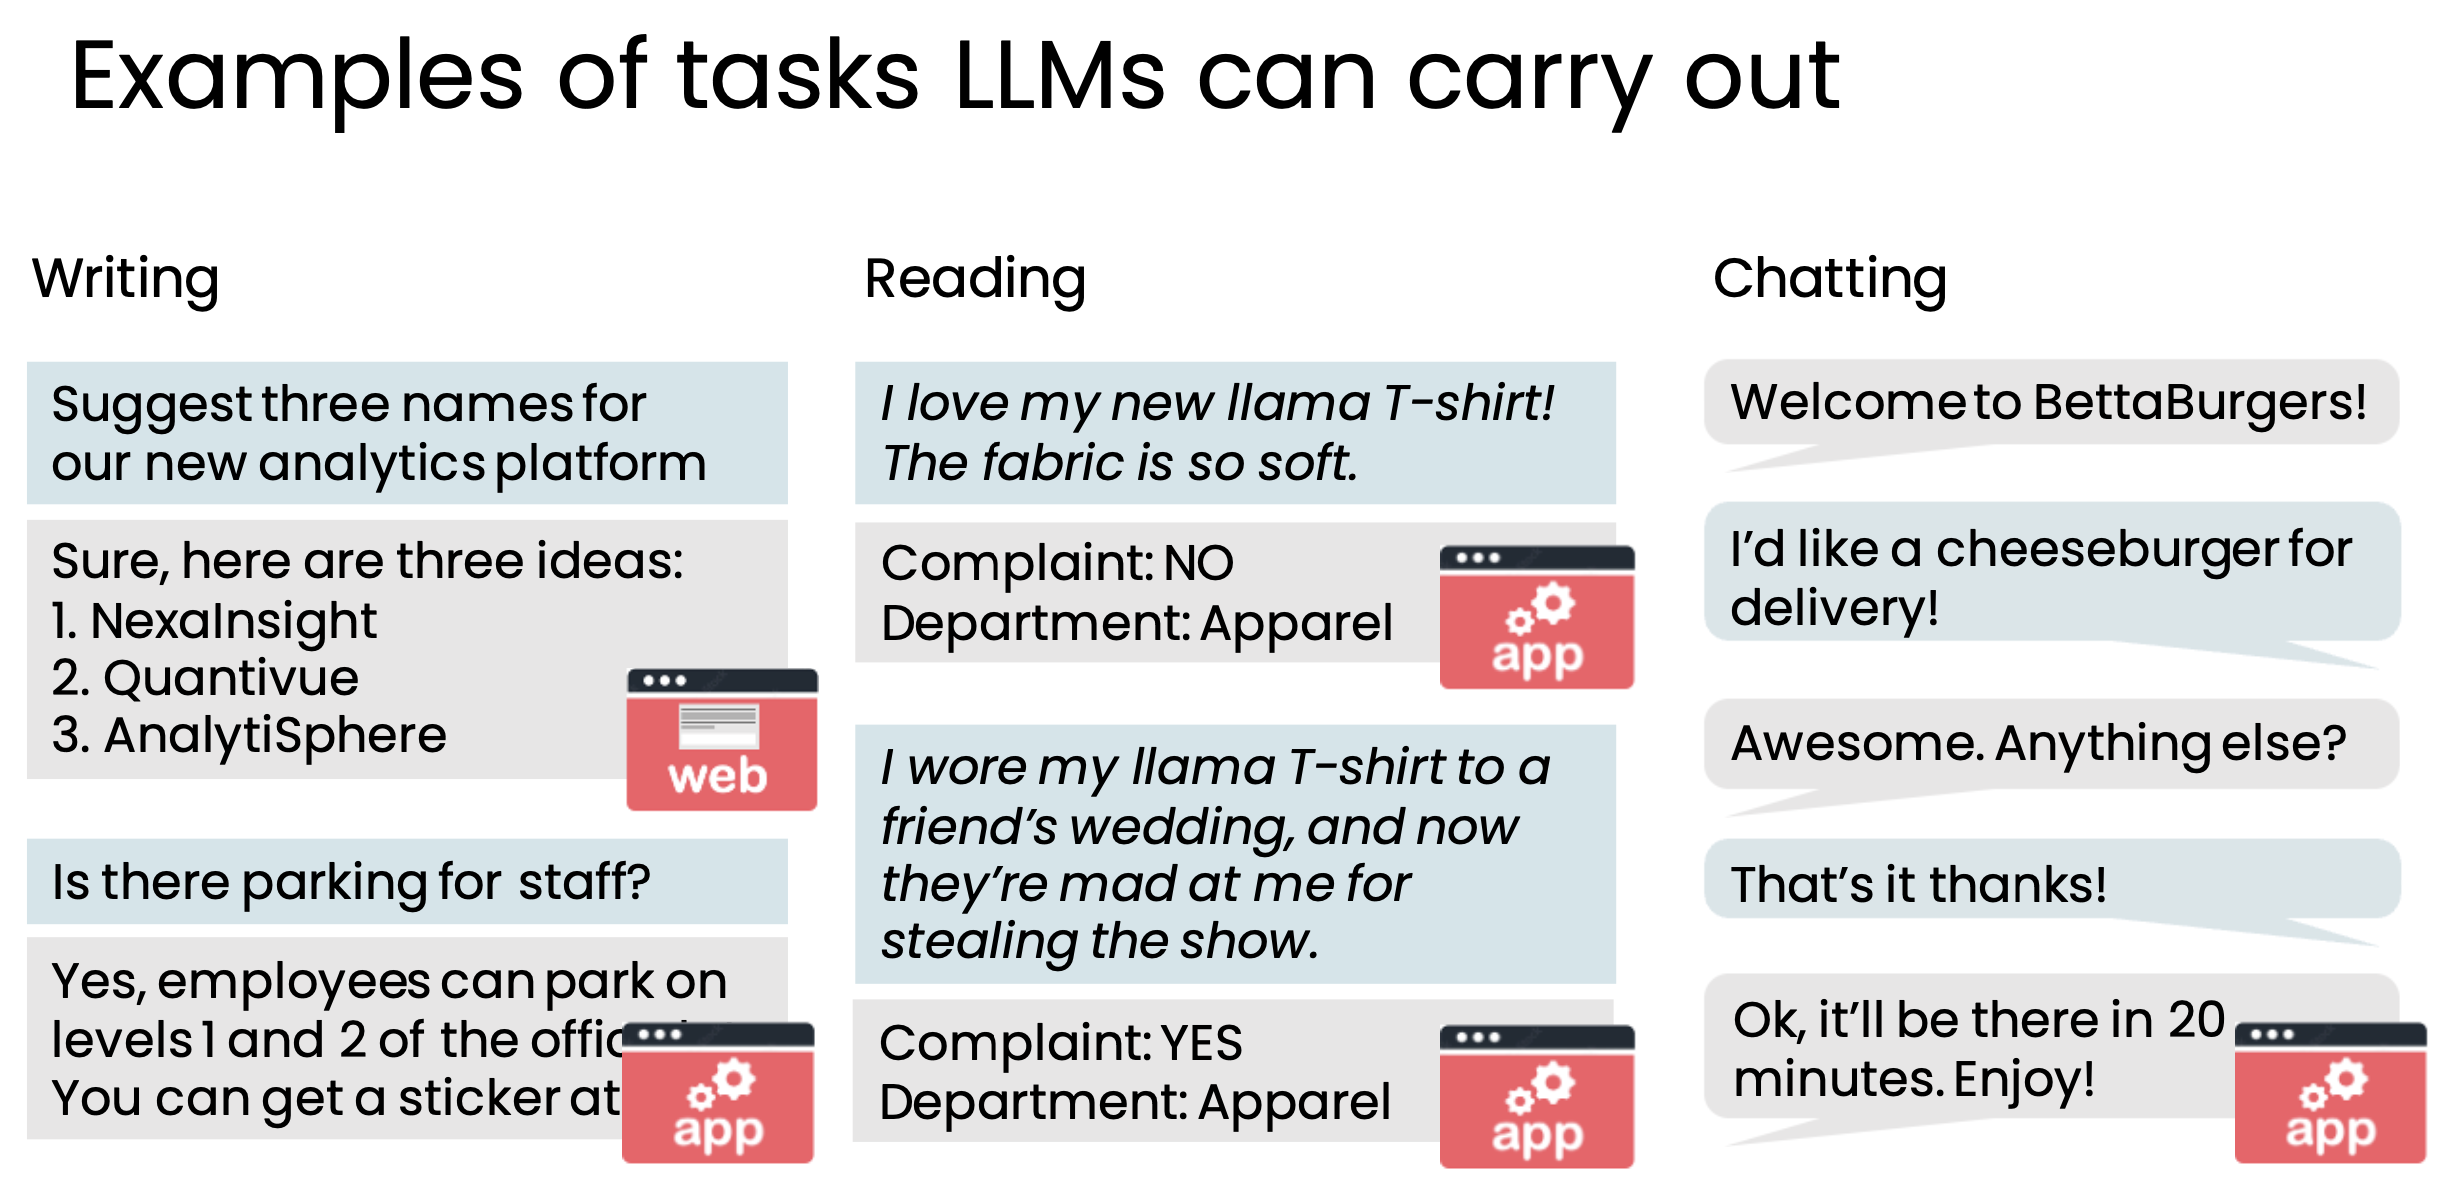 Examples of tasks LLMs can carry out
Writing
Suggest three names for
our new analytics platform
Sure, here are three ideas:
1. NexaInsight
2. Quantivue
3. AnalytiSphere
web
Is there parking for staff?
Yes, employees can park on
levels 1 and 2 of the
You can get a sticker at
app
Reading
I love my new llama T-shirt!
The fabric is so soft.
Complaint: NO
Department: Apparel
app
I wore my llama T-shirt to a
friend's wedding, and now
they're mad at me for
stealing the show.
Complaint: YES
Department: Apparel
app
Chatting
Welcome to BettaBurgers!
I'd like a cheeseburger for
delivery!
Awesome. Anything else?
That's it thanks!
Ok, it'll be there in 20
minutes. Enjoy!
app